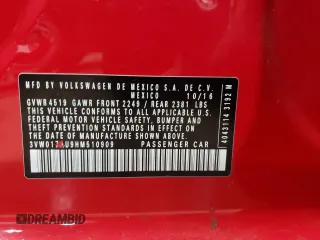 MFD BY VOLKSWAGEN DE MEXICO S.A. DE C.V.
MEXICO 10/16
GVWR 4519 GAWR FRONT 2249 / REAR 2381 LBS
THIS VEHICLE CONFORMS TO ALL APPLICABLE U.S.
FEDERAL MOTOR VEHICLE SAFETY, BUMPER AND
THEFT PREVENTION STANDARDS IN EFFECT ON THE
DATE OF MANUFACTURE SHOWN ABOVE.
PASSENGER CAR
4043114 3192 M
© DREAMBID